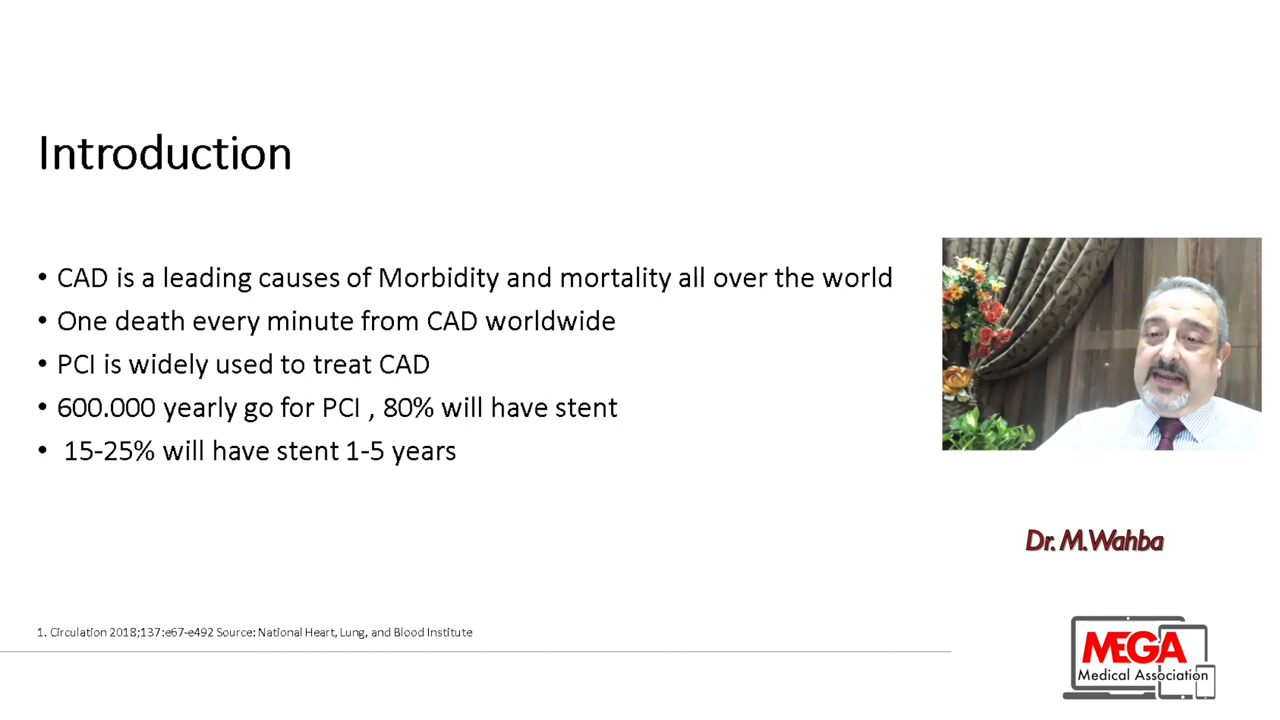 Introduction
• CAD is a leading causes of Morbidity and mortality all over the world
• One death every minute from CAD worldwide
• PCI is widely used to treat CAD
• 600.000 yearly go for PCI , 80% will have stent
• 15-25% will have stent 1-5 years
Dr. M.Wahba
1. Circulation 2018;137:e67-e492 Source: National Heart, Lung, and Blood Institute
MEGA
Medical Association